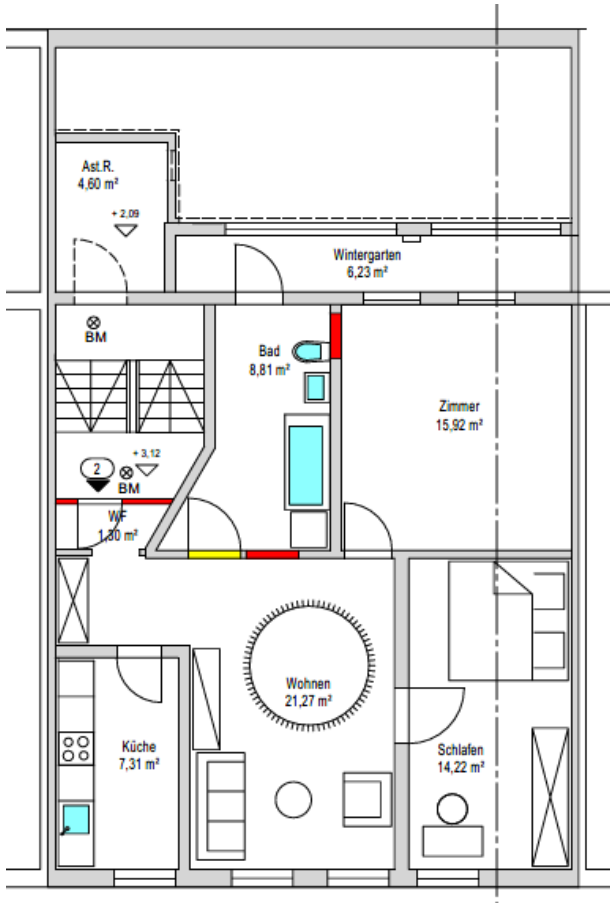 Ast.R.
4,60 m²
+ 2,09
Wintergarten
6,23 m²
BM
Bad
8,81 m²
Zimmer
15,92 m²
+ 3,12
2
BM
WF
1,30 m²
Wohnen
21,27 m²
Küche
7,31 m²
Schlafen
14,22 m²